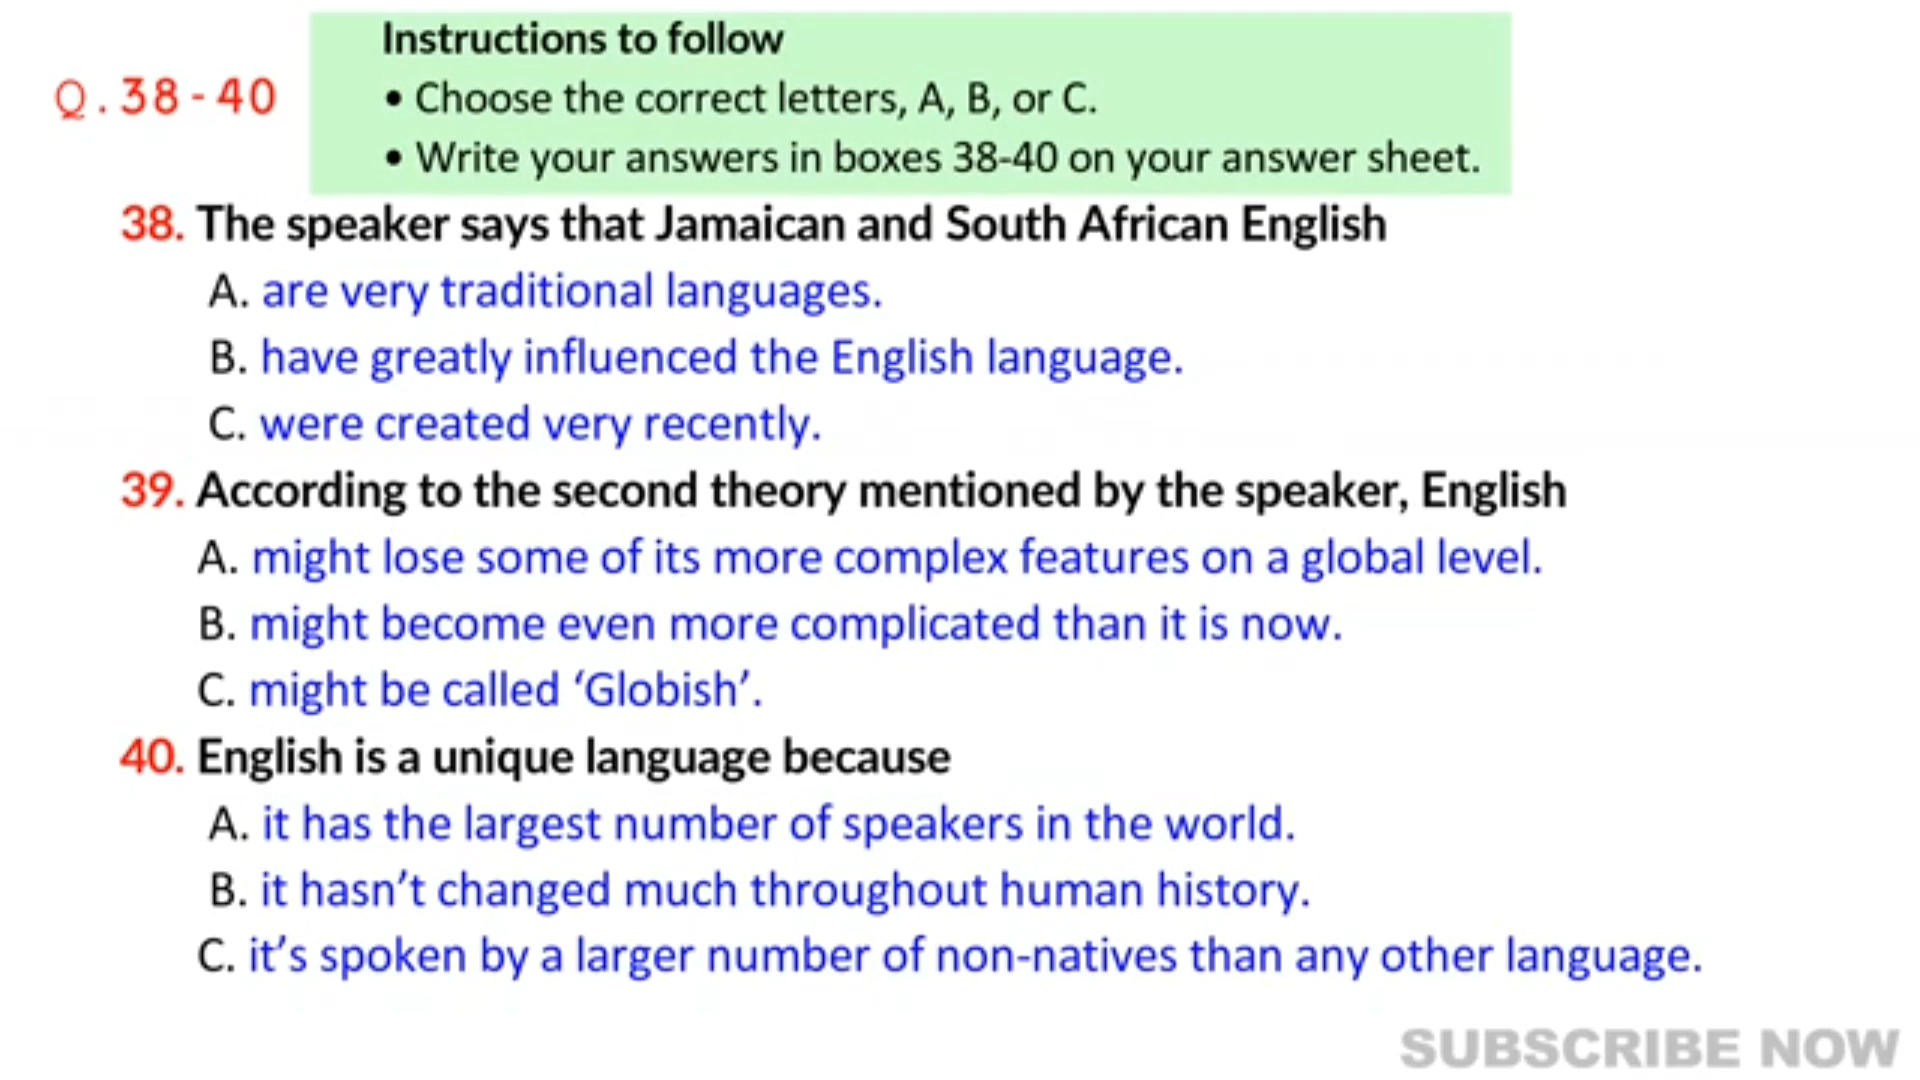 Instructions to follow
Q.38-40
• Choose the correct letters, A, B, or C.
• Write your answers in boxes 38-40 on your answer sheet.
38. The speaker says that Jamaican and South African English
A. are very traditional languages.
B. have greatly influenced the English language.
C. were created very recently.
39. According to the second theory mentioned by the speaker, English
A. might lose some of its more complex features on a global level.
B. might become even more complicated than it is now.
C. might be called ‘Globish’.
40. English is a unique language because
A. it has the largest number of speakers in the world.
B. it hasn’t changed much throughout human history.
C. it’s spoken by a larger number of non-natives than any other language.
SUBSCRIBE NOW